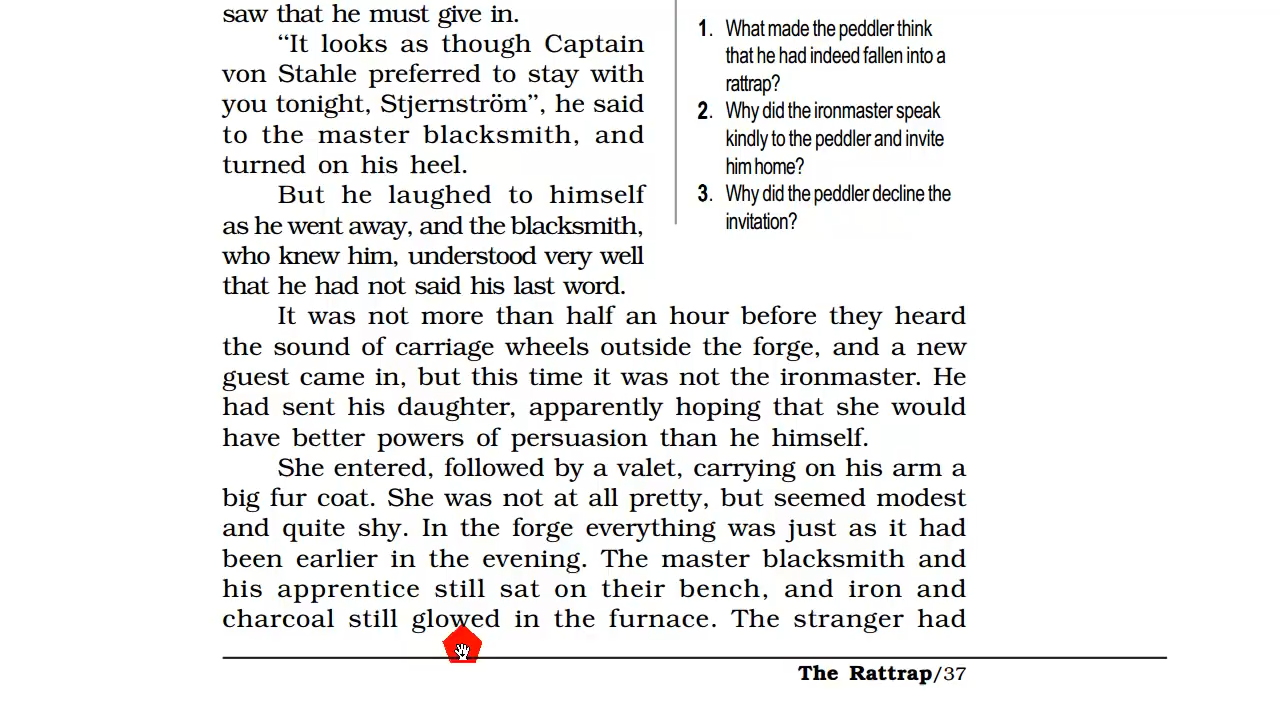 saw that he must give in.
“It looks as though Captain
von Stahle preferred to stay with
you tonight, Stjernström”, he said
to the master blacksmith, and
turned on his heel.
But he laughed to himself
as he went away, and the blacksmith,
who knew him, understood very well
that he had not said his last word.
1. What made the peddler think
that he had indeed fallen into a
rattrap?
2. Why did the ironmaster speak
kindly to the peddler and invite
him home?
3. Why did the peddler decline the
invitation?
It was not more than half an hour before they heard
the sound of carriage wheels outside the forge, and a new
guest came in, but this time it was not the ironmaster. He
had sent his daughter, apparently hoping that she would
have better powers of persuasion than he himself.
She entered, followed by a valet, carrying on his arm a
big fur coat. She was not at all pretty, but seemed modest
and quite shy. In the forge everything was just as it had
been earlier in the evening. The master blacksmith and
his apprentice still sat on their bench, and iron and
charcoal still glowed in the furnace. The stranger had
The Rattrap/37